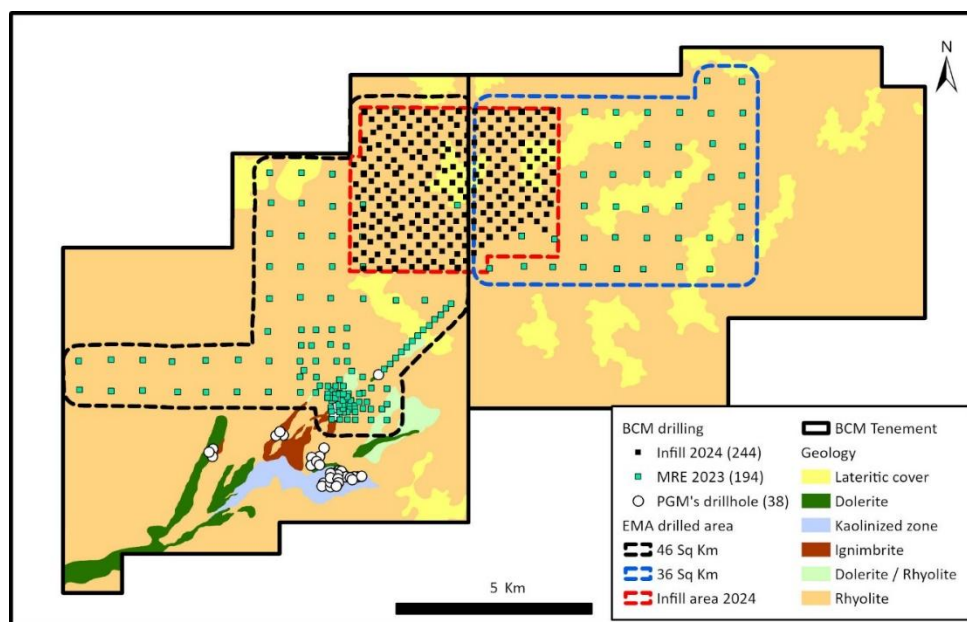 N
BCM drilling
Infill 2024 (244)
MRE 2023 (194)
PGM's drillhole (38)
EMA drilled area
46 Sq Km
36 Sq Km
Infill area 2024
BCM Tenement
Geology
Lateritic cover
Dolerite
Kaolinized zone
Ignimbrite
Dolerite / Rhyolite
Rhyolite
5 Km